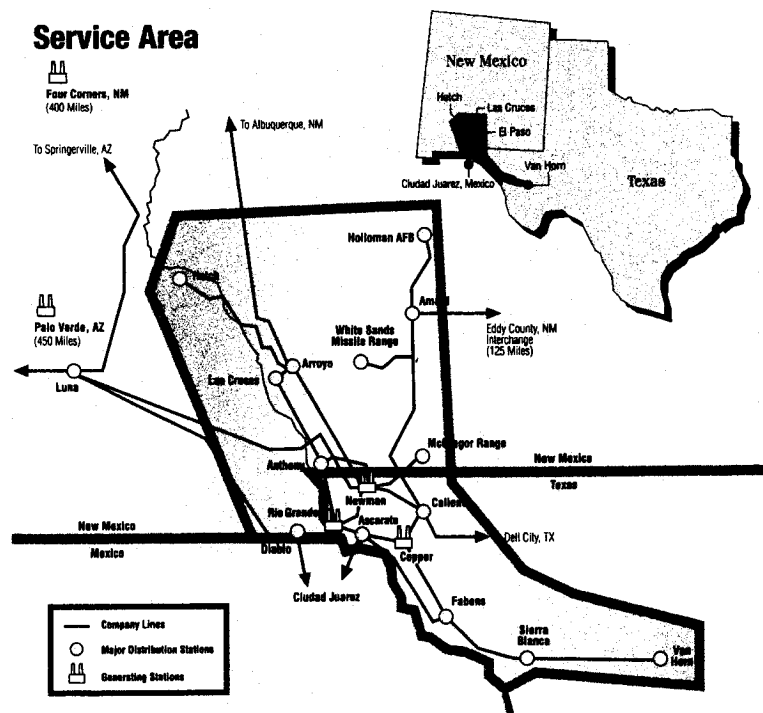 Service Area
Four Corners, NM
(400 Miles)
To Albuquerque, NM
To Springerville, AZ
New Mexico
Hatch
Las Cruces
El Paso
Van Horn
Ciudad Juarez, Mexico
Texas
Holloman AFB
Hatch
Palo Verde, AZ
(450 Miles)
Amrad
Eddy County, NM
Interchange
(125 Miles)
White Sands
Missile Range
Arroyo
Las Cruces
Luna
McGregor Range
Anthony
New Mexico
Texas
Newman
Caliente
Rio Grande
Ascarate
New Mexico
Mexico
Diablo
Copper
Dell City, TX
Ciudad Juarez
Fabens
Sierra
Blanca
Van
Horn
Company Lines
Major Distribution Stations
Generating Stations